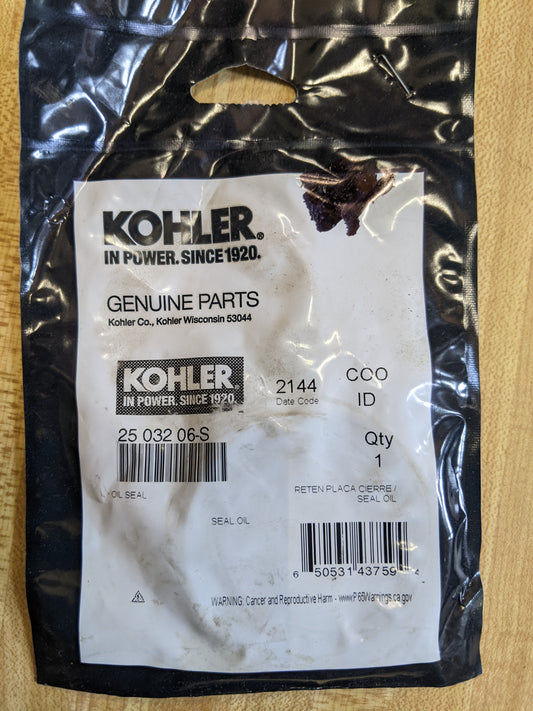 KOHLER®
IN POWER. SINCE 1920.
GENUINE PARTS
Kohler Co., Kohler Wisconsin 53044
KOHLER
IN POWER. SINCE 1920.
2144
Date Code
COO
ID
25 032 06-S
Qty
1
OIL SEAL
RETEN PLACA CIERRE /
SEAL OIL
SEAL OIL
6 50531 43759 4
WARNING: Cancer and Reproductive Harm - www.P65Warnings.ca.gov